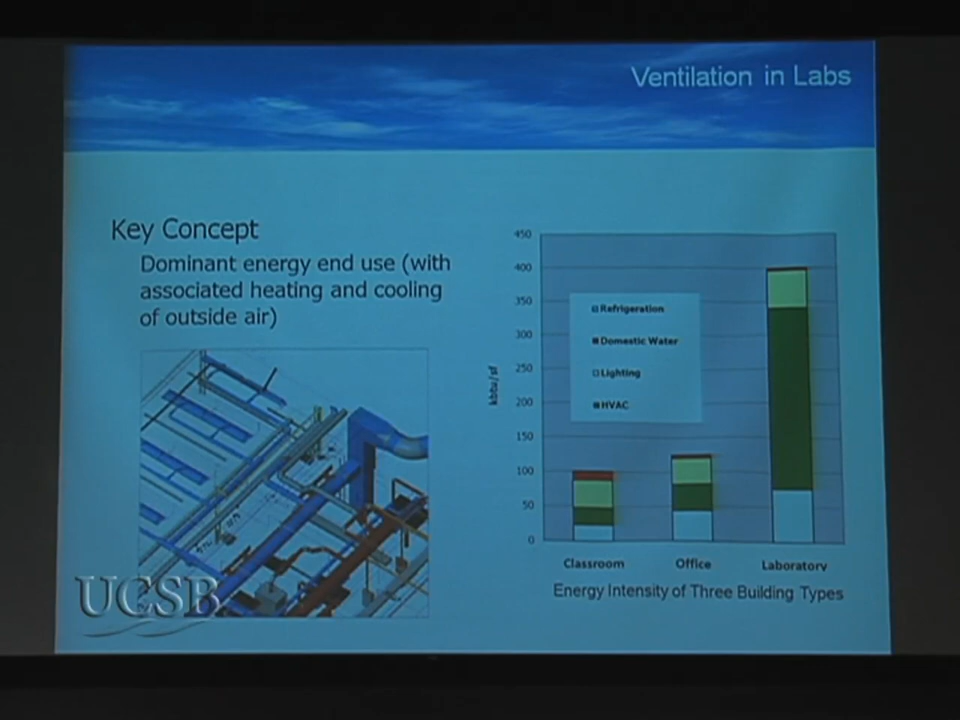 Ventilation in Labs
Key Concept
Dominant energy end use (with
associated heating and cooling
of outside air)
450
400
350
300
250
200
150
100
50
0
kbtu/sf
Refrigeration
Domestic Water
Lighting
HVAC
Classroom
Office
Laboratory
Energy Intensity of Three Building Types
UCSB